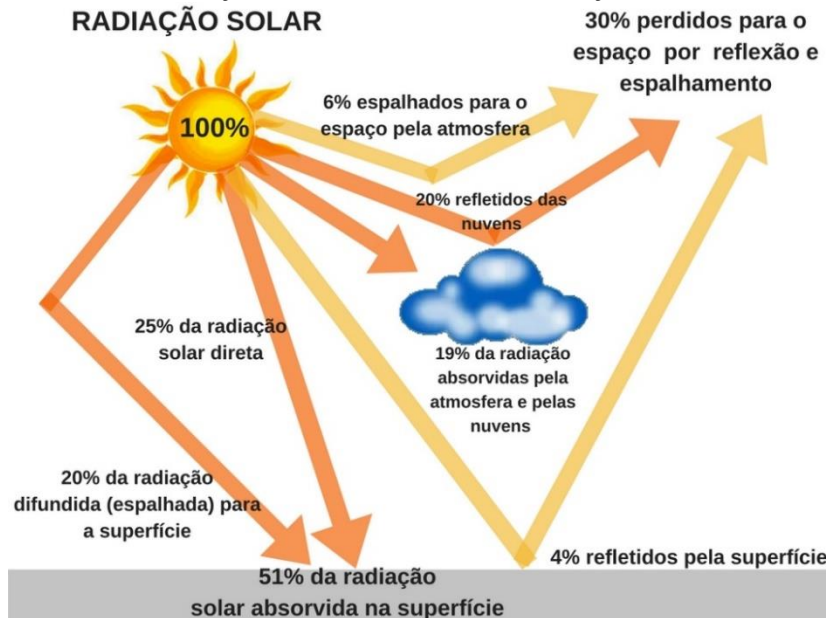 RADIAÇÃO SOLAR
30% perdidos para o
espaço por reflexão e
espalhamento
100%
6% espalhados para o
espaço pela atmosfera
20% refletidos das
nuvens
25% da radiação
solar direta
19% da radiação
absorvidas pela
atmosfera e pelas
nuvens
20% da radiação
difundida (espalhada) para
a superfície
4% refletidos pela superfície
51% da radiação
solar absorvida na superfície